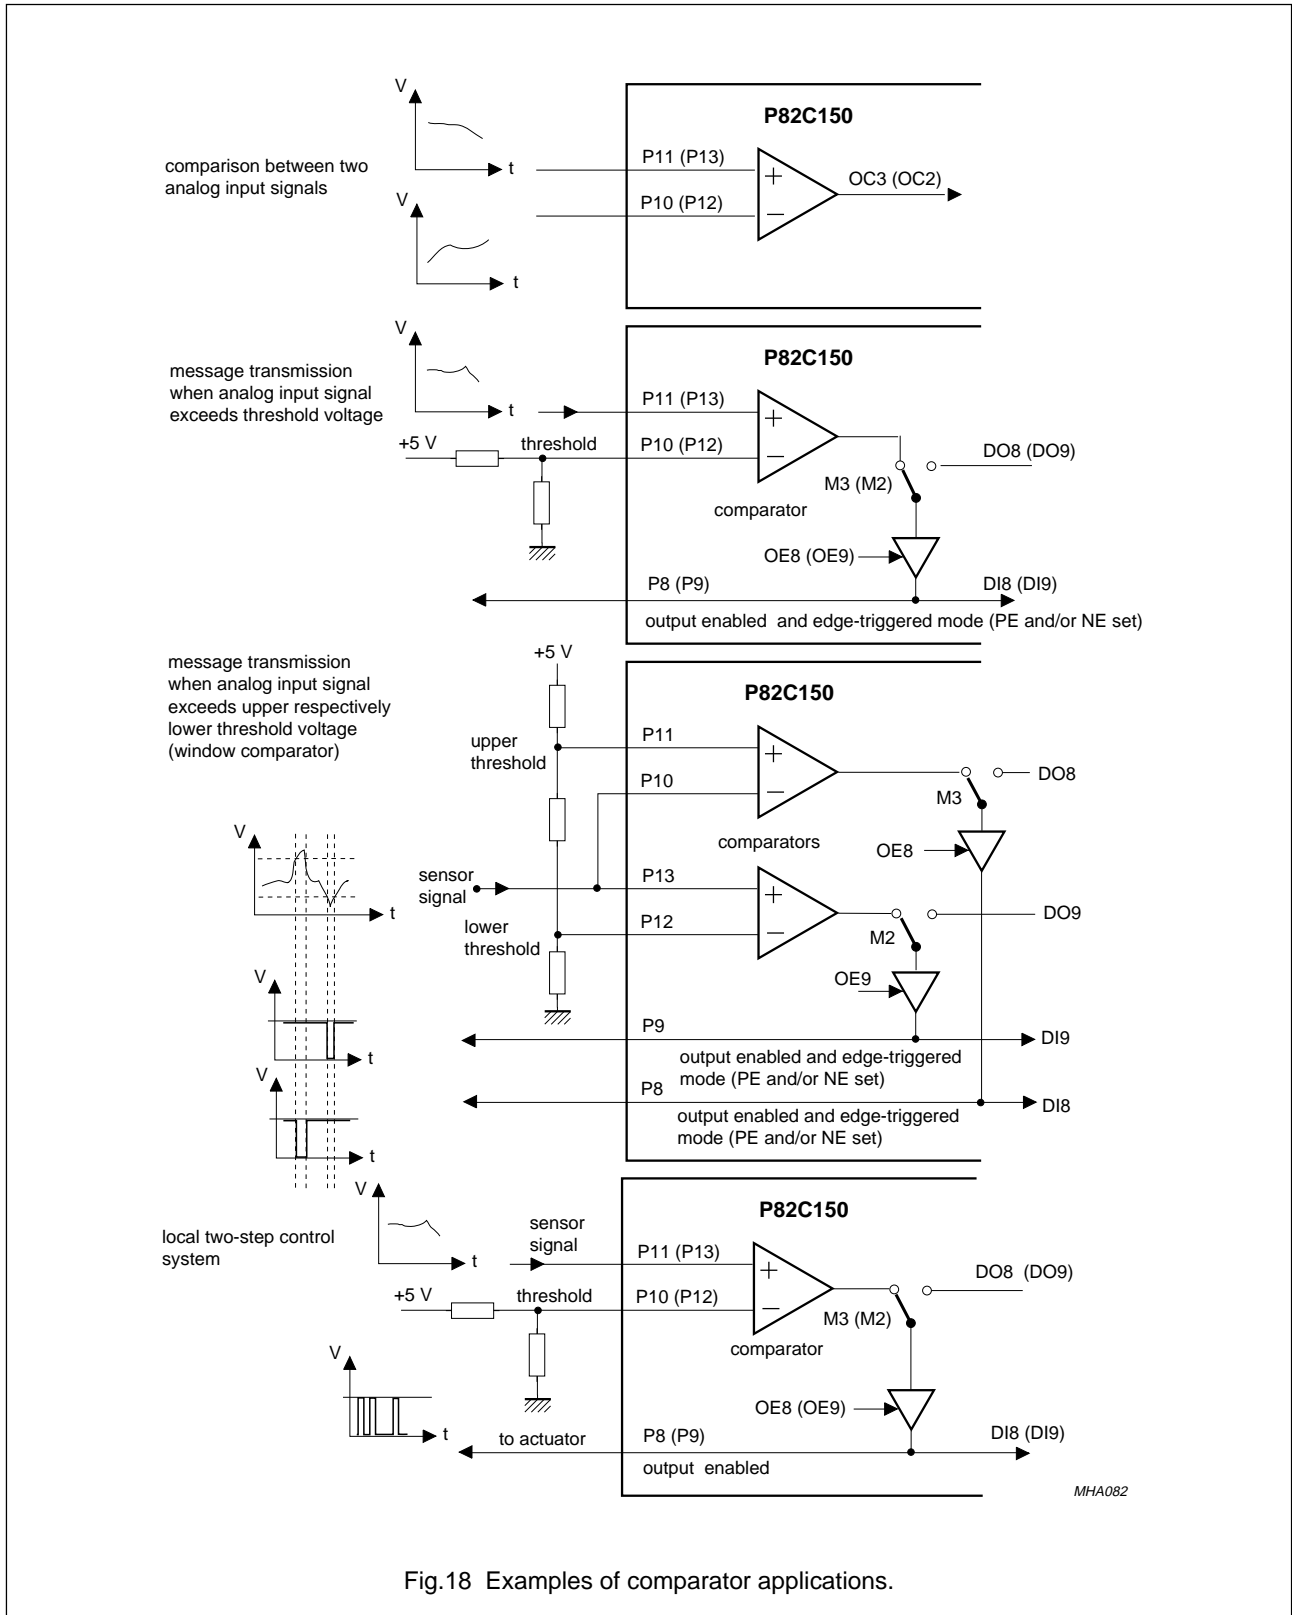 V
P82C150
comparison between two
analog input signals
t
P11 (P13)
+
OC3 (OC2)
V
P10 (P12)
−
t
V
P82C150
message transmission
when analog input signal
exceeds threshold voltage
t
P11 (P13)
+
+5 V
threshold
P10 (P12)
−
DO8 (DO9)
M3 (M2)
comparator
OE8 (OE9)
P8 (P9)
DI8 (DI9)
output enabled and edge-triggered mode (PE and/or NE set)
message transmission
when analog input signal
exceeds upper respectively
lower threshold voltage
(window comparator)
+5 V
P82C150
upper
threshold
P11
+
P10
−
DO8
M3
comparators
OE8
V
t
sensor
signal
P13
+
lower
threshold
P12
−
DO9
M2
OE9
V
t
P9
DI9
output enabled and edge-triggered
mode (PE and/or NE set)
V
t
P8
DI8
output enabled and edge-triggered
mode (PE and/or NE set)
local two-step control
system
V
t
P82C150
sensor
signal
P11 (P13)
+
+5 V
threshold
P10 (P12)
−
DO8 (DO9)
M3 (M2)
comparator
V
t
OE8 (OE9)
to actuator
P8 (P9)
DI8 (DI9)
output enabled
MHA082
Fig.18 Examples of comparator applications.